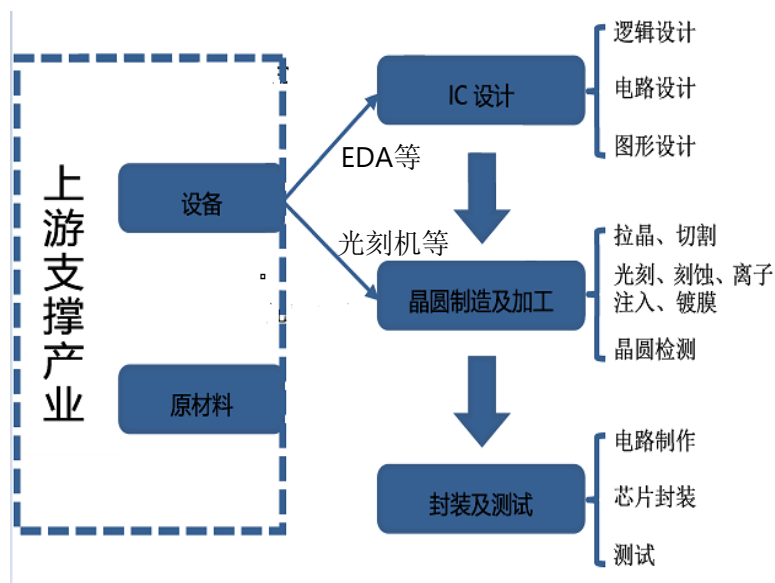 上游支撑产业
设备
原材料
EDA等
光刻机等
IC 设计
逻辑设计
电路设计
图形设计
晶圆制造及加工
拉晶、切割
光刻、刻蚀、离子
注入、镀膜
晶圆检测
封装及测试
电路制作
芯片封装
测试